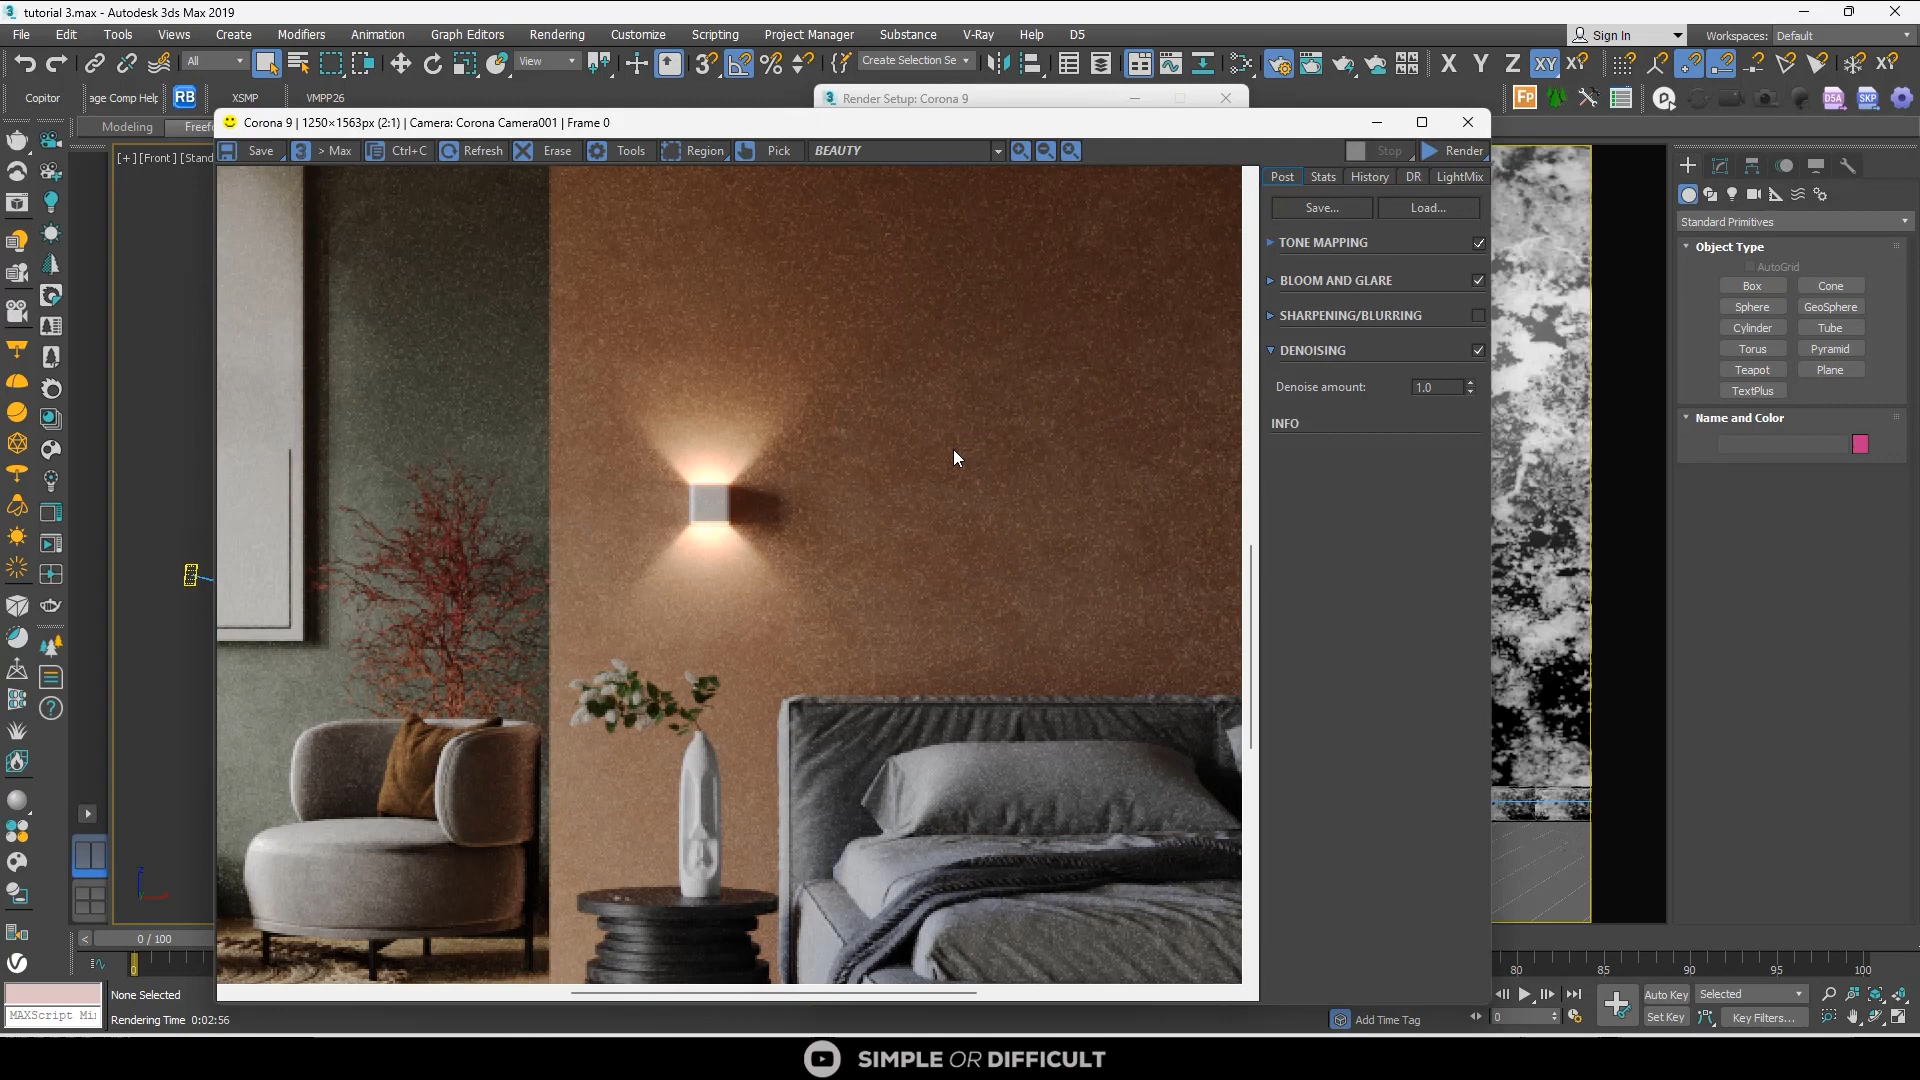 tutorial 3.max - Autodesk 3ds Max 2019
File Edit Tools Views Create Modifiers Animation Graph Editors Rendering Customize Scripting Project Manager Substance V-Ray Help D5
Sign In Workspaces: Default
All View Create Selection Se X Y Z XY
Copitor age Comp Help RB XSMP VMPP26
Render Setup: Corona 9
Modeling Freef
Corona 9 | 1250×1563px (2:1) | Camera: Corona Camera001 | Frame 0
Save > Max Ctrl+C Refresh Erase Tools Region Pick BEAUTY Stop Render
[+] [Front] [Stand
Post Stats History DR LightMix
Save... Load...
TONE MAPPING
BLOOM AND GLARE
SHARPENING/BLURRING
DENOISING
Denoise amount: 1.0
INFO
Standard Primitives
Object Type
AutoGrid
Box Cone
Sphere GeoSphere
Cylinder Tube
Torus Pyramid
Teapot Plane
TextPlus
Name and Color
0 / 100
0
80 85 90 95 100
None Selected
MAXScript Mi
Rendering Time 0:02:56
Add Time Tag
0
Auto Key Selected
Set Key Key Filters...
SIMPLE OR DIFFICULT